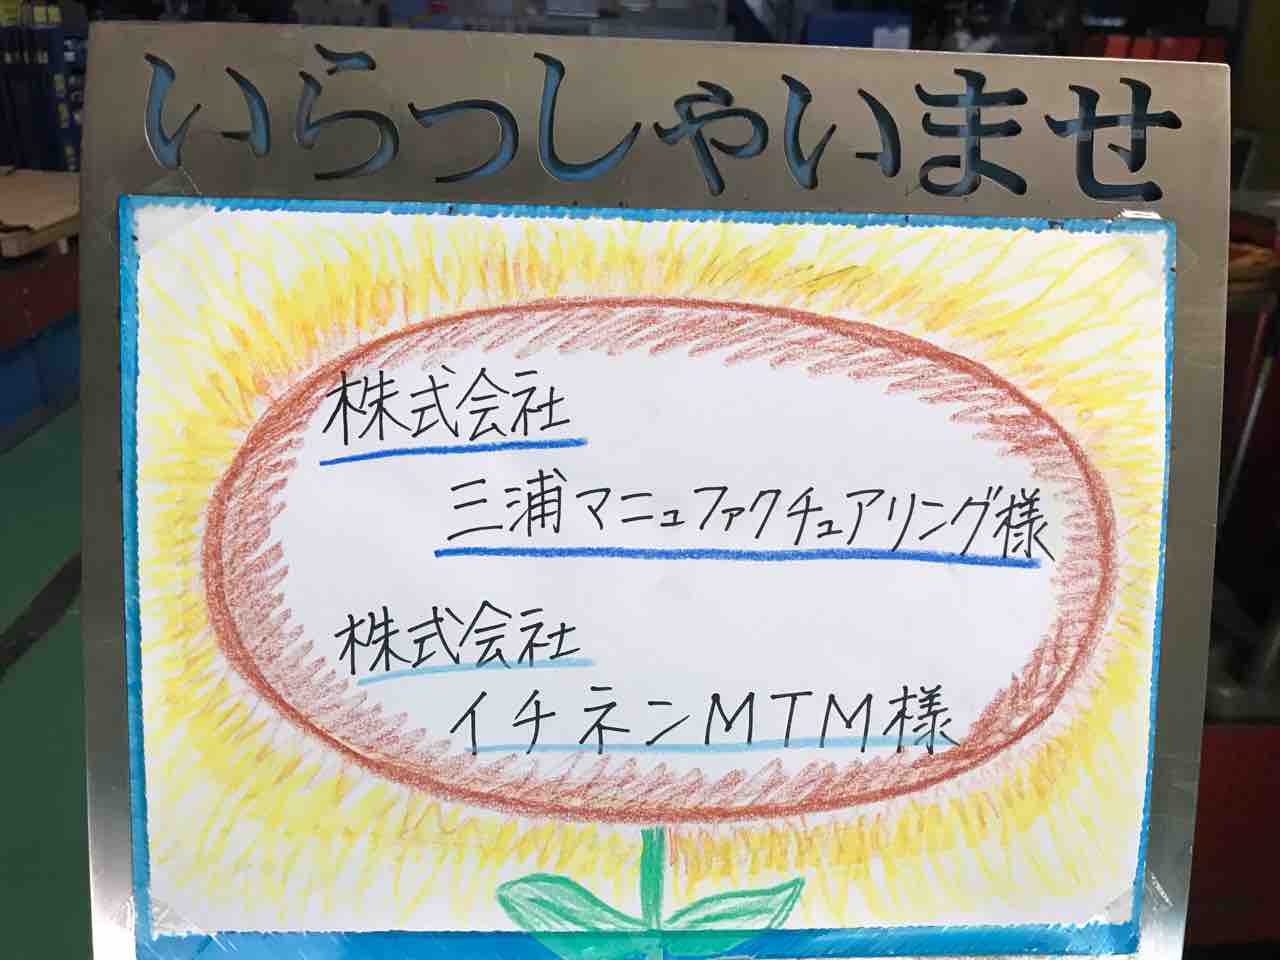 いらっしゃいませ
株式会社
三浦マニュファクチュアリング様
株式会社
イチネンMTM様